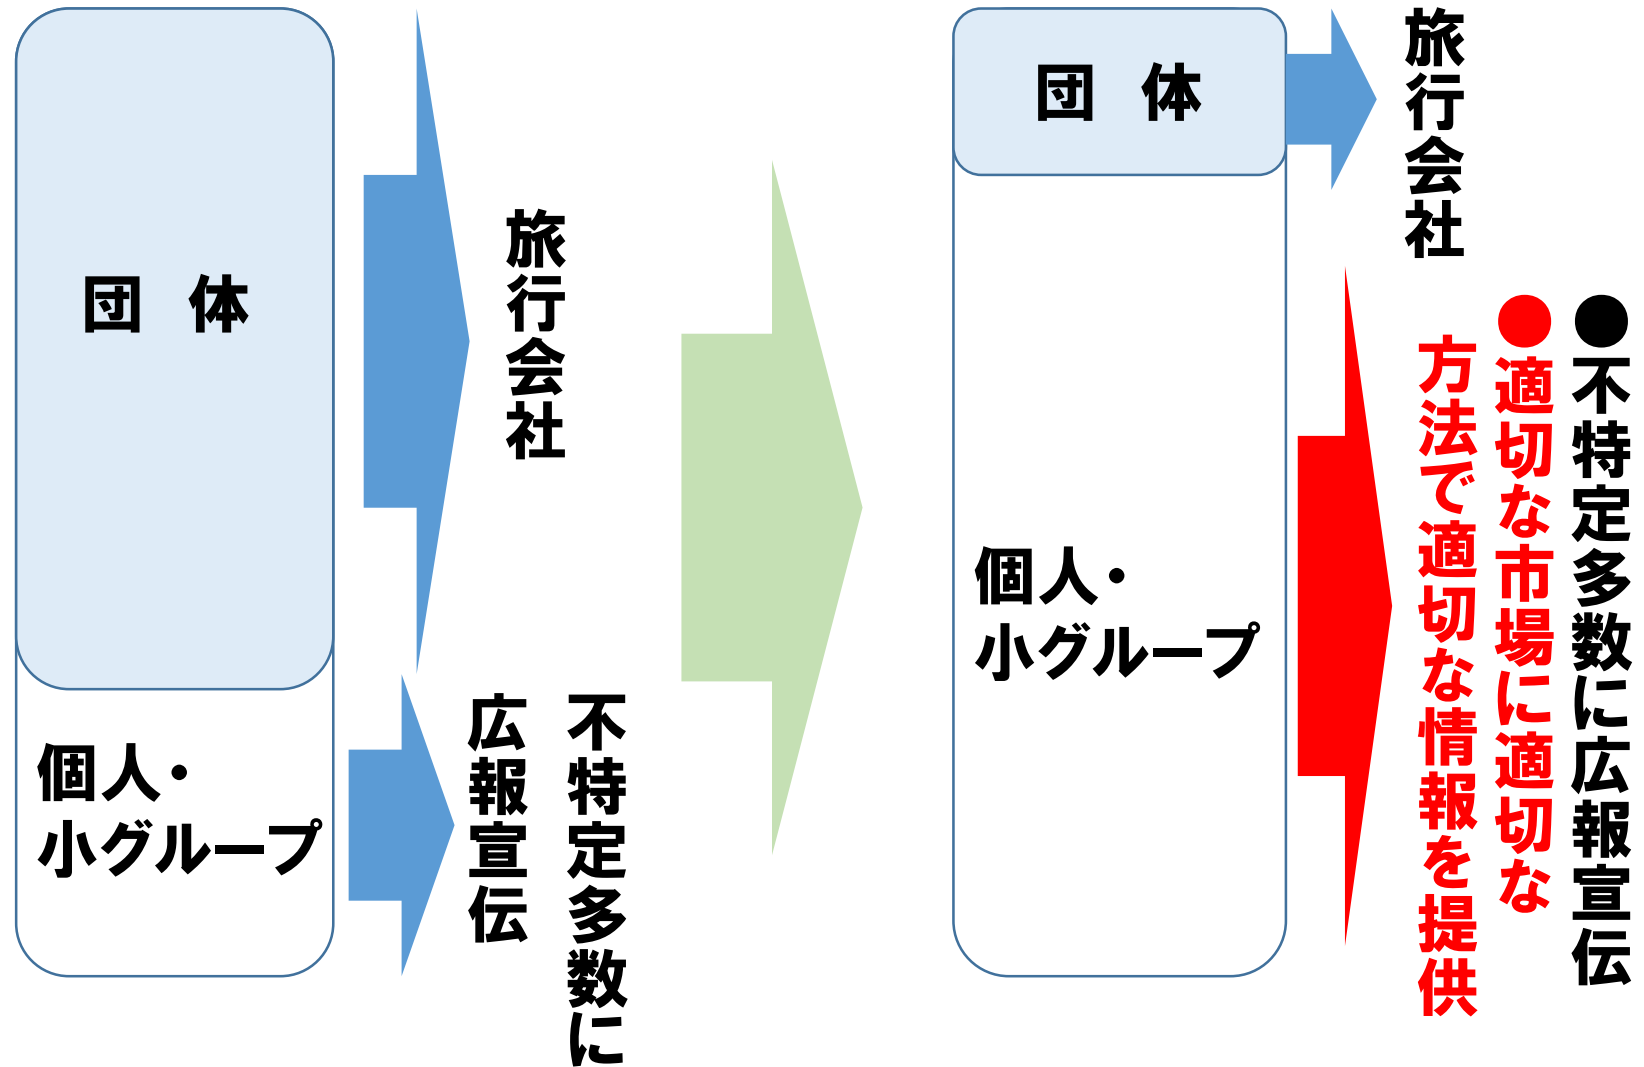 団　体
旅行会社
個人・
小グループ
不特定多数に
広報宣伝
団　体
旅行会社
個人・
小グループ
●不特定多数に広報宣伝
●適切な市場に適切な
方法で適切な情報を提供